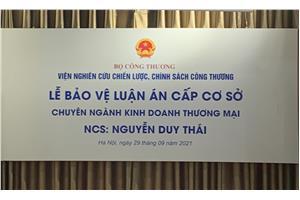 BỘ CÔNG THƯƠNG
VIỆN NGHIÊN CỨU CHIẾN LƯỢC, CHÍNH SÁCH CÔNG THƯƠNG
LỄ BẢO VỆ LUẬN ÁN CẤP CƠ SỞ
CHUYÊN NGÀNH KINH DOANH THƯƠNG MẠI
NCS: NGUYỄN DUY THÁI
Hà Nội, ngày 29 tháng 09 năm 2021